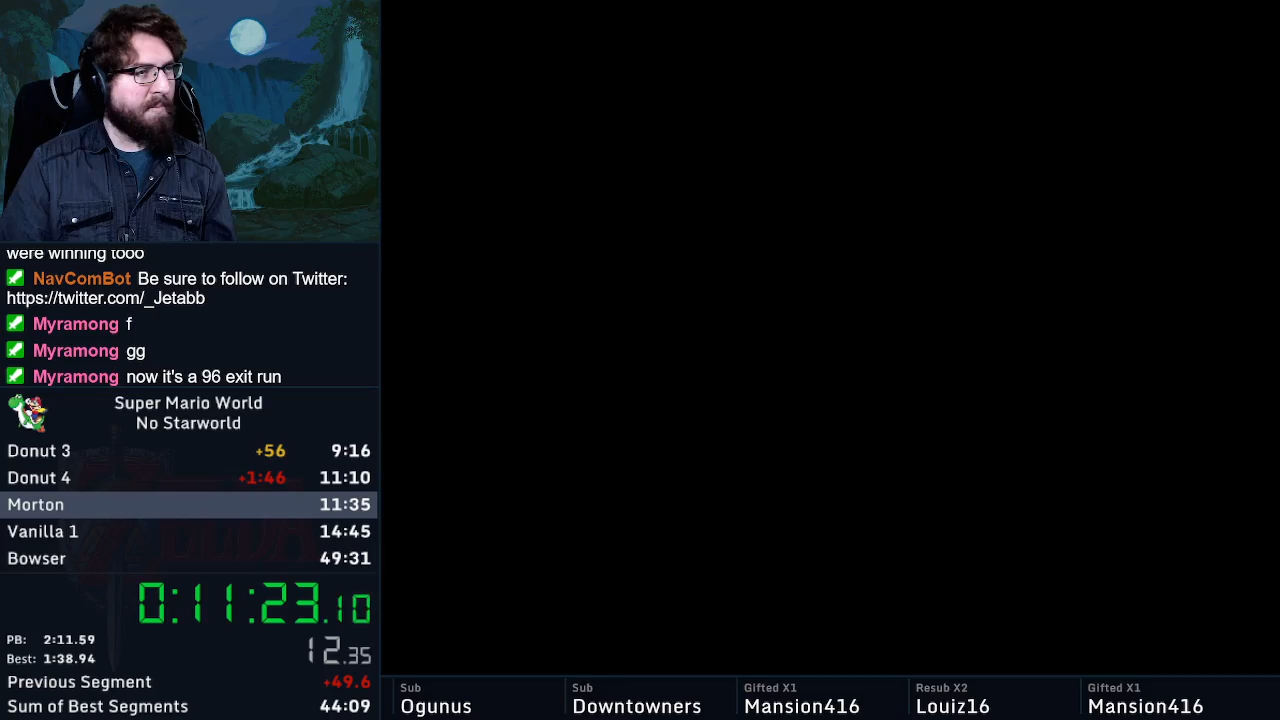 were winning tooo
NavComBot Be sure to follow on Twitter:
https://twitter.com/_Jetabb
Myramong f
Myramong gg
Myramong now it's a 96 exit run
Super Mario World
No Starworld
Donut 3 +56 9:16
Donut 4 +1:46 11:10
Morton 11:35
Vanilla 1 14:45
Bowser 49:31
0:11:23.10
PB: 2:11.59
Best: 1:38.94
12.35
Previous Segment +49.6
Sum of Best Segments 44:09
Sub
Ogunus
Sub
Downtowners
Gifted X1
Mansion416
Resub X2
Louiz16
Gifted X1
Mansion416